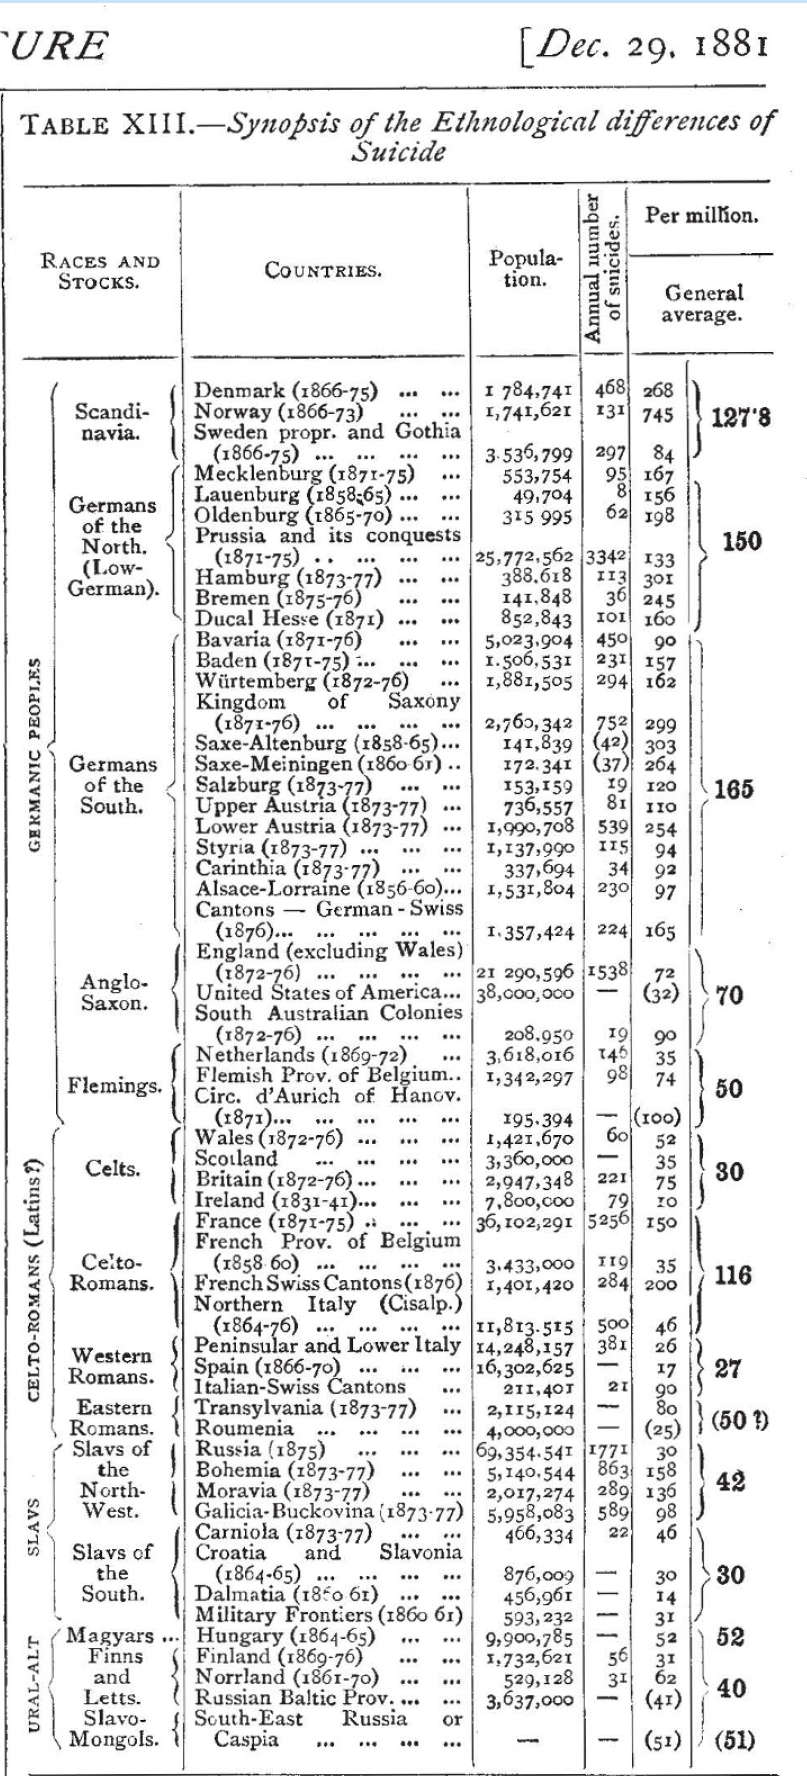 URE [Dec. 29, 1881
TABLE XIII.—Synopsis of the Ethnological differences of
Suicide
RACES AND STOCKS. COUNTRIES. Popula-tion. Annual number of suicides. Per million.
General average.
GERMANIC PEOPLES
Scandi-navia.
Denmark (1866-75) ... ... 1 784,741 468 268
Norway (1866-73) ... ... 1,741,621 131 745 127·8
Sweden propr. and Gothia
(1866-75) ... ... ... ... 3.536,799 297 84
Germans of the North. (Low-German).
Mecklenburg (1871-75) ... 553,754 95 167
Lauenburg (1858-65) ... ... 49,704 8 156
Oldenburg (1865-70) ... ... 315 995 62 198
Prussia and its conquests 150
(1871-75) .. ... ... ... 25,772,562 3342 133
Hamburg (1873-77) ... ... 388.618 113 301
Bremen (1875-76) ... ... 141,848 36 245
Ducal Hesse (1871) ... ... 852,843 101 160
Germans of the South.
Bavaria (1871-76) ... ... 5,023,904 450 90
Baden (1871-75) ... ... ... 1.506,531 231 157
Würtemberg (1872-76) ... 1,881,505 294 162
Kingdom of Saxony
(1871-76) ... ... ... ... 2,760,342 752 299
Saxe-Altenburg (1858-65)... 141,839 (42) 303
Saxe-Meiningen (1860 61) .. 172.341 (37) 264
Salzburg (1873-77) ... ... 153,159 19 120 165
Upper Austria (1873-77) ... 736,557 81 110
Lower Austria (1873-77) ... 1,990,708 539 254
Styria (1873-77) ... ... ... 1,137,990 115 94
Carinthia (1873-77) ... ... 337,694 34 92
Alsace-Lorraine (1856-60)... 1,531,804 230 97
Cantons — German - Swiss
(1876)... ... ... ... ... 1.357,424 224 165
Anglo-Saxon.
England (excluding Wales)
(1872-76) ... ... ... ... 21 290,596 1538 72
United States of America... 38,000,000 — (32) 70
South Australian Colonies
(1872-76) ... ... ... ... 208.950 19 90
Flemings.
Netherlands (1869-72) ... 3,618,016 146 35
Flemish Prov. of Belgium.. 1,342,297 98 74 50
Circ. d'Aurich of Hanov.
(1871)... ... ... ... ... 195.394 — (100)
CELTO-ROMANS (Latins?)
Celts.
Wales (1872-76) ... ... ... 1,421,670 60 52
Scotland ... ... ... 3,360,000 — 35 30
Britain (1872-76) ... ... ... 2,947,348 221 75
Ireland (1831-41)... ... ... 7,800,000 79 10
Celto-Romans.
France (1871-75) .. ... ... 36,102,291 5256 150
French Prov. of Belgium
(1858 60) ... ... ... ... 3.433,000 119 35
French Swiss Cantons (1876) 1,401,420 284 200 116
Northern Italy (Cisalp.)
(1864-76) ... ... ... ... 11,813.515 500 46
Western Romans.
Peninsular and Lower Italy 14,248,157 381 26
Spain (1866-70) ... ... ... 16,302,625 — 17 27
Italian-Swiss Cantons ... 211,401 21 90
Eastern Romans.
Transylvania (1873-77) ... 2,115,124 — 80 (50 ?)
Roumenia ... ... ... ... 4,000,000 — (25)
SLAVS
Slavs of the North-West.
Russia (1875) ... ... ... 69,354.541 1771 30
Bohemia (1873-77) ... ... 5,140.544 863 158 42
Moravia (1873-77) ... ... 2,017,274 289 136
Galicia-Buckovina (1873-77) 5,958,083 589 98
Slavs of the South.
Carniola (1873-77) ... ... 466,334 22 46
Croatia and Slavonia
(1864-65) ... ... ... ... 876,009 — 30 30
Dalmatia (1860 61) ... ... 456,961 — 14
Military Frontiers (1860 61) 593,232 — 31
URAL-ALT
Magyars ... Hungary (1864-65) ... ... 9,900,785 — 52 52
Finns and Letts.
Finland (1869-76) ... ... 1,732,621 56 31
Norrland (1861-70) ... ... 529,128 31 62 40
Russian Baltic Prov. ... ... 3,637,000 — (41)
Slavo-Mongols.
South-East Russia or
Caspia ... ... ... ... — — (51) (51)